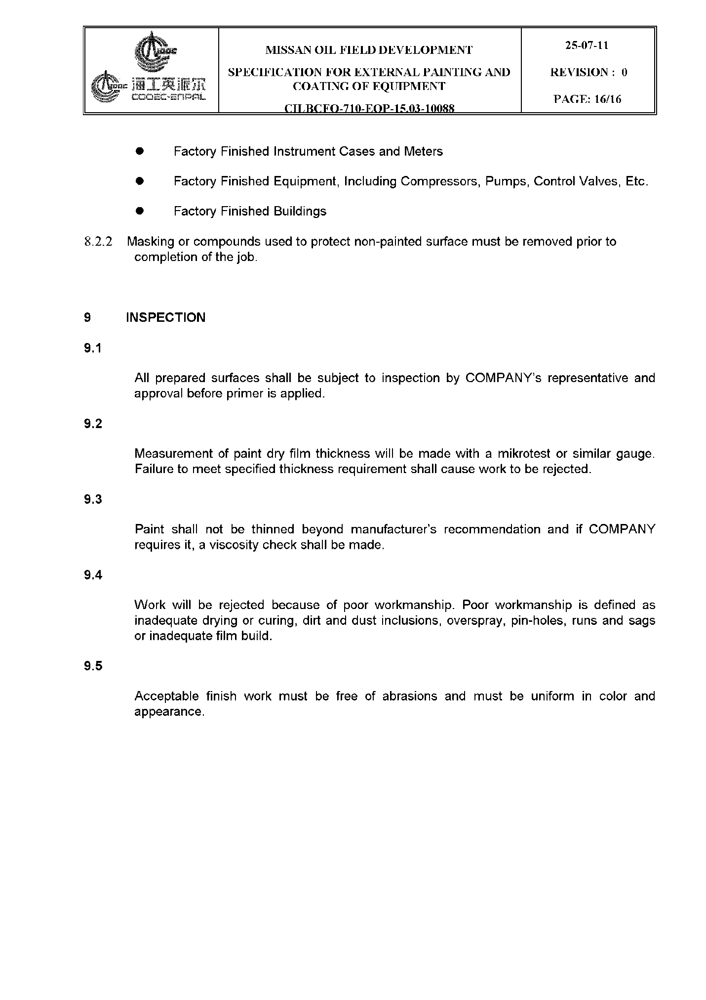 MISSAN OIL FIELD DEVELOPMENT
SPECIFICATION FOR EXTERNAL PAINTING AND
COATING OF EQUIPMENT
CILBCFO-710-EOP-15.03-10088
25-07-11
REVISION : 0
PAGE: 16/16
海工英派尔
COOEC-ENPAL
● Factory Finished Instrument Cases and Meters
● Factory Finished Equipment, Including Compressors, Pumps, Control Valves, Etc.
● Factory Finished Buildings
8.2.2 Masking or compounds used to protect non-painted surface must be removed prior to
completion of the job.
9 INSPECTION
9.1
All prepared surfaces shall be subject to inspection by COMPANY's representative and
approval before primer is applied.
9.2
Measurement of paint dry film thickness will be made with a mikrotest or similar gauge.
Failure to meet specified thickness requirement shall cause work to be rejected.
9.3
Paint shall not be thinned beyond manufacturer's recommendation and if COMPANY
requires it, a viscosity check shall be made.
9.4
Work will be rejected because of poor workmanship. Poor workmanship is defined as
inadequate drying or curing, dirt and dust inclusions, overspray, pin-holes, runs and sags
or inadequate film build.
9.5
Acceptable finish work must be free of abrasions and must be uniform in color and
appearance.